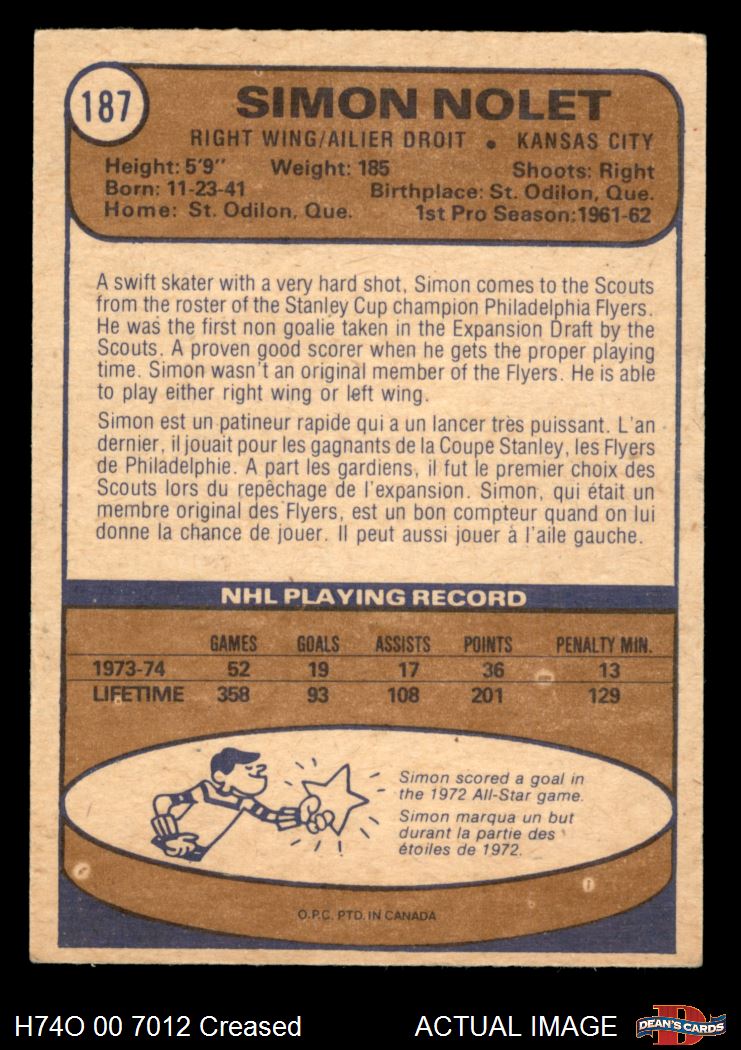 187
SIMON NOLET
RIGHT WING/AILIER DROIT • KANSAS CITY
Height: 5'9" Weight: 185 Shoots: Right
Born: 11-23-41 Birthplace: St. Odilon, Que.
Home: St. Odilon, Que. 1st Pro Season:1961-62
A swift skater with a very hard shot, Simon comes to the Scouts
from the roster of the Stanley Cup champion Philadelphia Flyers.
He was the first non goalie taken in the Expansion Draft by the
Scouts. A proven good scorer when he gets the proper playing
time. Simon wasn't an original member of the Flyers. He is able
to play either right wing or left wing.
Simon est un patineur rapide qui a un lancer très puissant. L'an
dernier, il jouait pour les gagnants de la Coupe Stanley, les Flyers
de Philadelphie. A part les gardiens, il fut le premier choix des
Scouts lors du repêchage de l'expansion. Simon, qui était un
membre original des Flyers, est un bon compteur quand on lui
donne la chance de jouer. Il peut aussi jouer à l'aile gauche.
NHL PLAYING RECORD
GAMES GOALS ASSISTS POINTS PENALTY MIN.
1973-74 52 19 17 36 13
LIFETIME 358 93 108 201 129
Simon scored a goal in
the 1972 All-Star game.
Simon marqua un but
durant la partie des
étoiles de 1972.
O.P.C. PTD. IN CANADA
H74O 00 7012 Creased ACTUAL IMAGE
D
DEAN'S CARDS